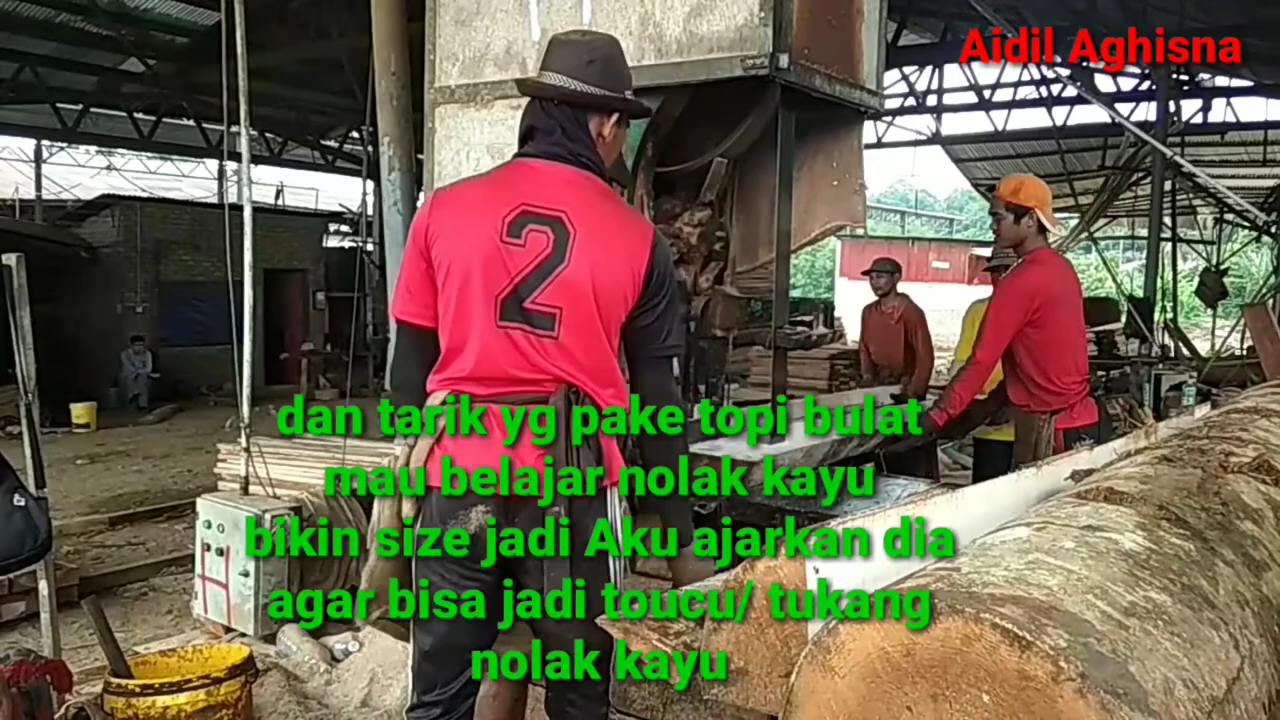 Aidil Aghisna
2
dan tarik yg pake topi bulat
mau belajar nolak kayu
bikin size jadi Aku ajarkan dia
agar bisa jadi toucu/ tukang
nolak kayu